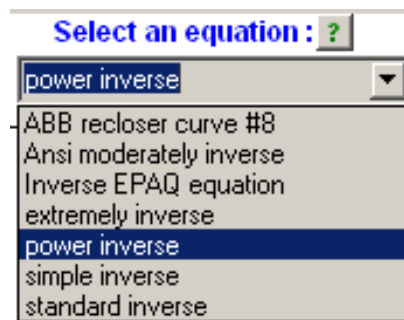 Select an equation : ?
power inverse
ABB recloser curve #8
Ansi moderately inverse
Inverse EPAQ equation
extremely inverse
power inverse
simple inverse
standard inverse